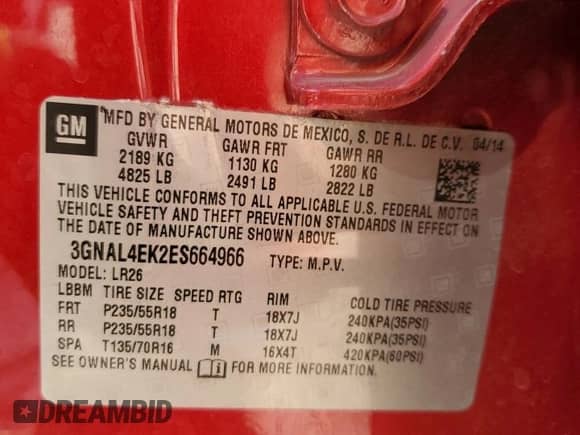 GM MFD BY GENERAL MOTORS DE MEXICO, S. DE R.L. DE C.V. 04/14
GVWR GAWR FRT GAWR RR
2189 KG 1130 KG 1280 KG
4825 LB 2491 LB 2822 LB
THIS VEHICLE CONFORMS TO ALL APPLICABLE U.S. FEDERAL MOTOR
VEHICLE SAFETY AND THEFT PREVENTION STANDARDS IN EFFECT ON
THE DATE OF MANUFACTURE SHOWN ABOVE.
3GNAL4EK2ES664966 TYPE: M.P.V.
MODEL: LR26
LBBM TIRE SIZE SPEED RTG RIM COLD TIRE PRESSURE
FRT P235/55R18 T 18X7J 240KPA(35PSI)
RR P235/55R18 T 18X7J 240KPA(35PSI)
SPA T135/70R16 M 16X4T 420KPA(60PSI)
SEE OWNER'S MANUAL i FOR MORE INFORMATION.
DREAMBID